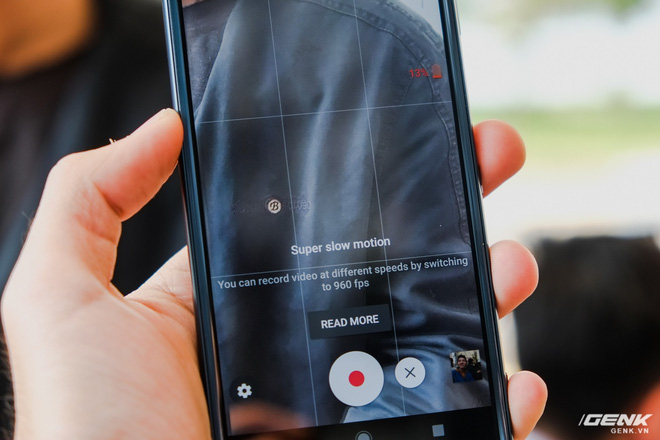 13%
Super slow motion
You can record video at different speeds by switching
to 960 fps
READ MORE
GENK
GENK.VN